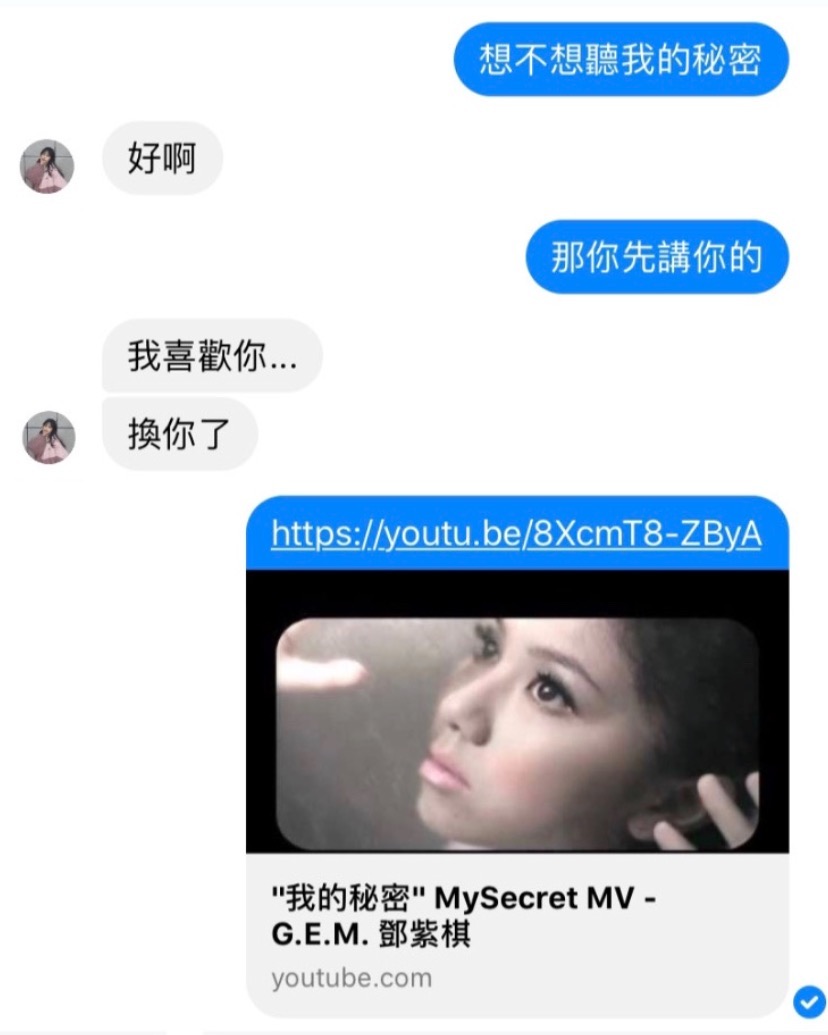 想不想聽我的秘密
好啊
那你先講你的
我喜歡你...
換你了
https://youtu.be/8XcmT8-ZByA
"我的秘密" MySecret MV -
G.E.M. 鄧紫棋
youtube.com